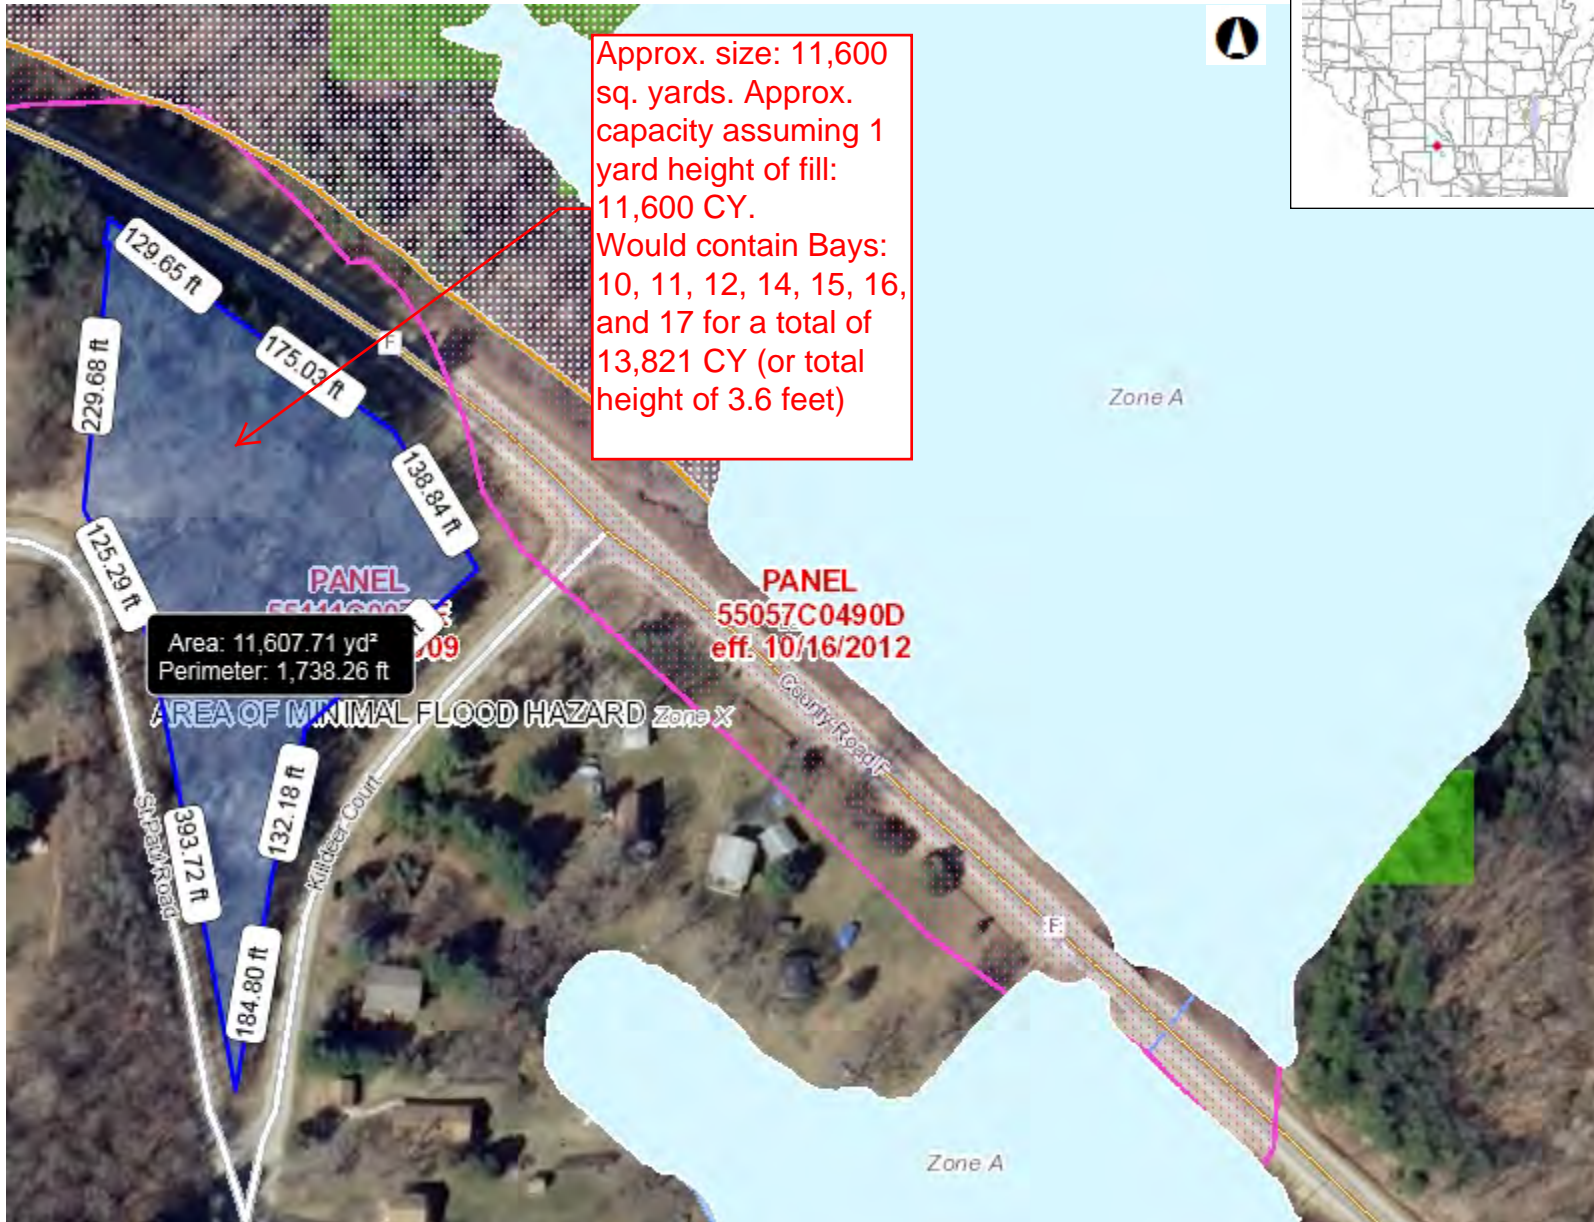 Approx. size: 11,600
sq. yards. Approx.
capacity assuming 1
yard height of fill:
11,600 CY.
Would contain Bays:
10, 11, 12, 14, 15, 16,
and 17 for a total of
13,821 CY (or total
height of 3.6 feet)
Zone A
129.65 ft
175.03 ft
229.68 ft
138.84 ft
125.29 ft
F
PANEL
ft
Area: 11,607.71 yd²
Perimeter: 1,738.26 ft
PANEL
55057C0490D
eff. 10/16/2012
AREA OF MINIMAL FLOOD HAZARD Zone X
County Road F
393.72 ft
132.18 ft
184.80 ft
St Paul Road
Killdeer Court
F
Zone A